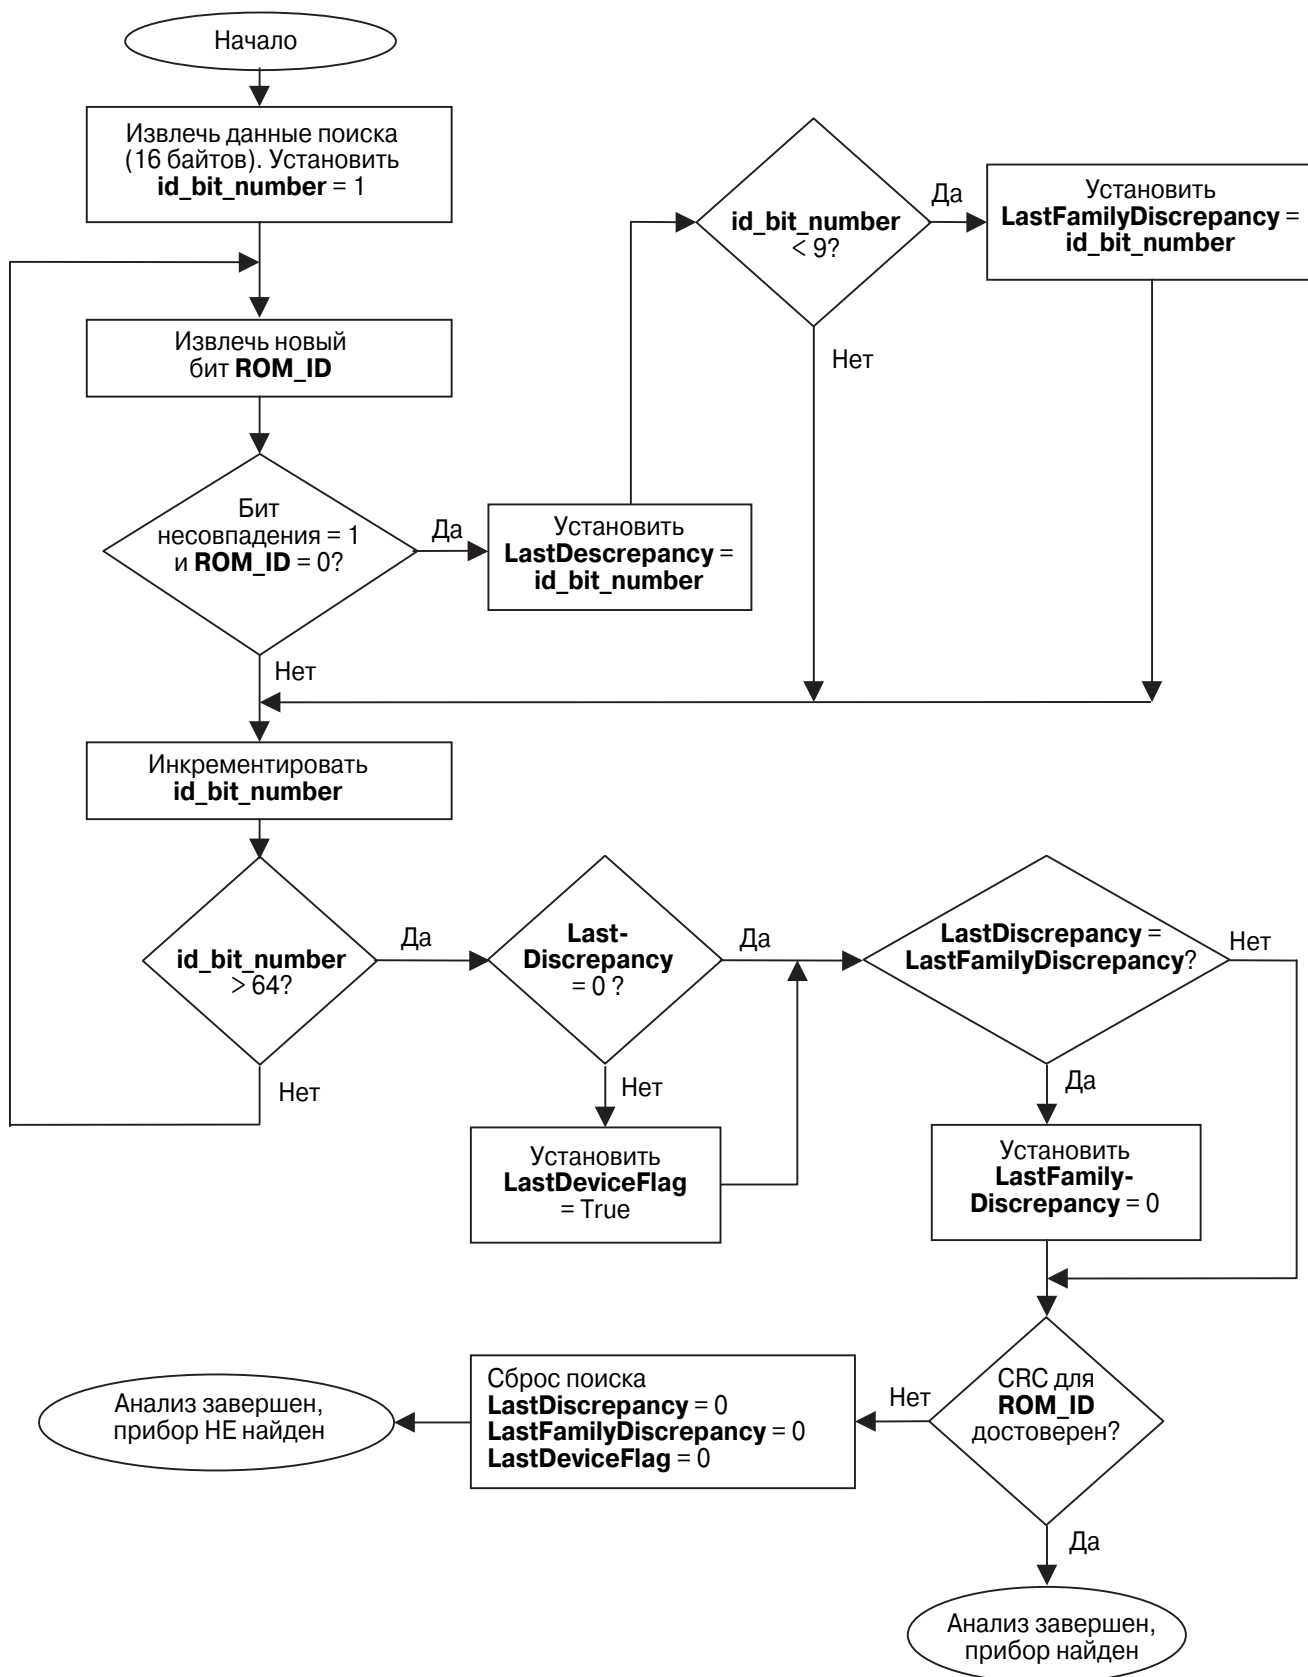 Начало
Извлечь данные поиска
(16 байтов). Установить
id_bit_number = 1
id_bit_number
< 9?
Да
Установить
LastFamilyDiscrepancy =
id_bit_number
Нет
Извлечь новый
бит ROM_ID
Бит
несовпадения = 1
и ROM_ID = 0?
Да
Установить
LastDescrepancy =
id_bit_number
Нет
Инкрементировать
id_bit_number
id_bit_number
> 64?
Да
Нет
Last-
Discrepancy
= 0 ?
Да
Нет
Установить
LastDeviceFlag
= True
LastDiscrepancy =
LastFamilyDiscrepancy?
Нет
Да
Установить
LastFamily-
Discrepancy = 0
CRC для
ROM_ID
достоверен?
Нет
Сброс поиска
LastDiscrepancy = 0
LastFamilyDiscrepancy = 0
LastDeviceFlag = 0
Анализ завершен,
прибор НЕ найден
Да
Анализ завершен,
прибор найден